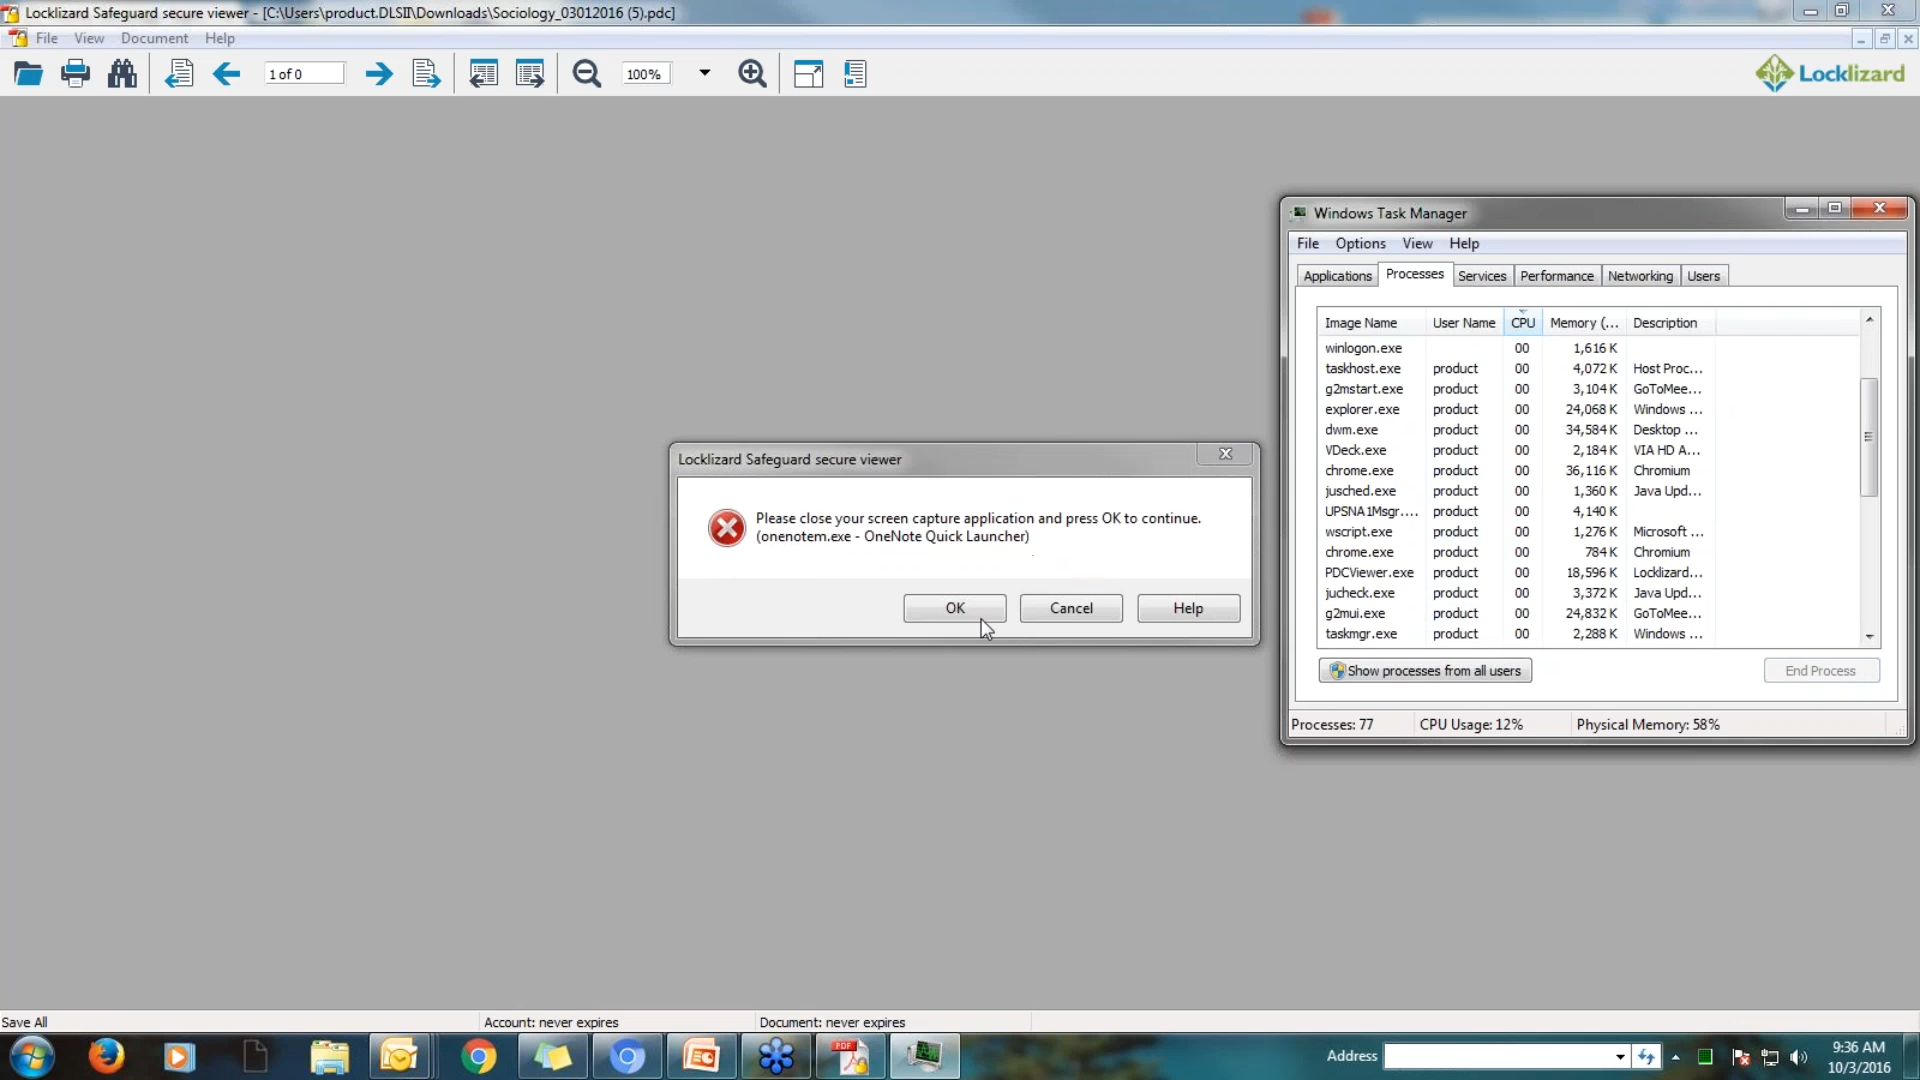 Locklizard Safeguard secure viewer - [C:\Users\product.DLSII\Downloads\Sociology_03012016 (5).pdc]
File View Document Help
1 of 0
100%
Locklizard
Windows Task Manager
File Options View Help
Applications Processes Services Performance Networking Users
Image Name User Name CPU Memory (... Description
winlogon.exe 00 1,616 K
taskhost.exe product 00 4,072 K Host Proc...
g2mstart.exe product 00 3,104 K GoToMee...
explorer.exe product 00 24,068 K Windows ...
dwm.exe product 00 34,584 K Desktop ...
VDeck.exe product 00 2,184 K VIA HD A...
chrome.exe product 00 36,116 K Chromium
jusched.exe product 00 1,360 K Java Upd...
UPSNA1Msgr.... product 00 4,140 K
wscript.exe product 00 1,276 K Microsoft ...
chrome.exe product 00 784 K Chromium
PDCViewer.exe product 00 18,596 K Locklizard...
jucheck.exe product 00 3,372 K Java Upd...
g2mui.exe product 00 24,832 K GoToMee...
taskmgr.exe product 00 2,288 K Windows ...
Show processes from all users End Process
Processes: 77 CPU Usage: 12% Physical Memory: 58%
Locklizard Safeguard secure viewer
Please close your screen capture application and press OK to continue.
(onenotem.exe - OneNote Quick Launcher)
OK Cancel Help
Save All Account: never expires Document: never expires
PDF
Address
9:36 AM
10/3/2016